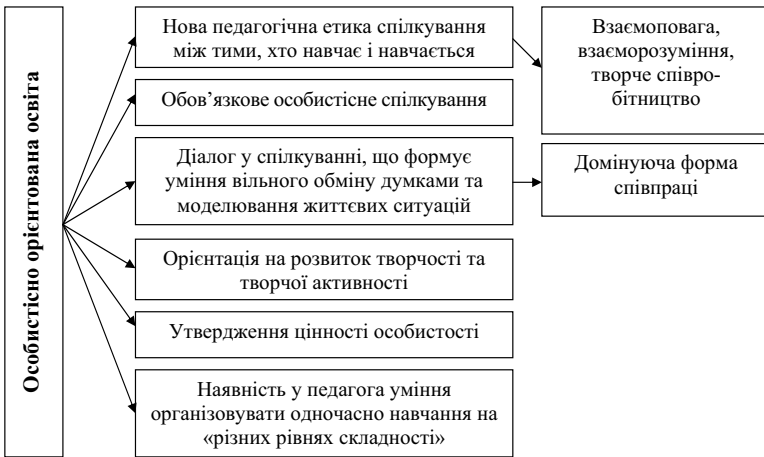 Особистісно орієнтована освіта
Нова педагогічна етика спілкування
між тими, хто навчає і навчається
Взаємоповага,
взаєморозуміння,
творче співро-
бітництво
Обов’язкове особистісне спілкування
Діалог у спілкуванні, що формує
уміння вільного обміну думками та
моделювання життєвих ситуацій
Домінуюча форма
співпраці
Орієнтація на розвиток творчості та
творчої активності
Утвердження цінності особистості
Наявність у педагога уміння
організовувати одночасно навчання на
«різних рівнях складності»